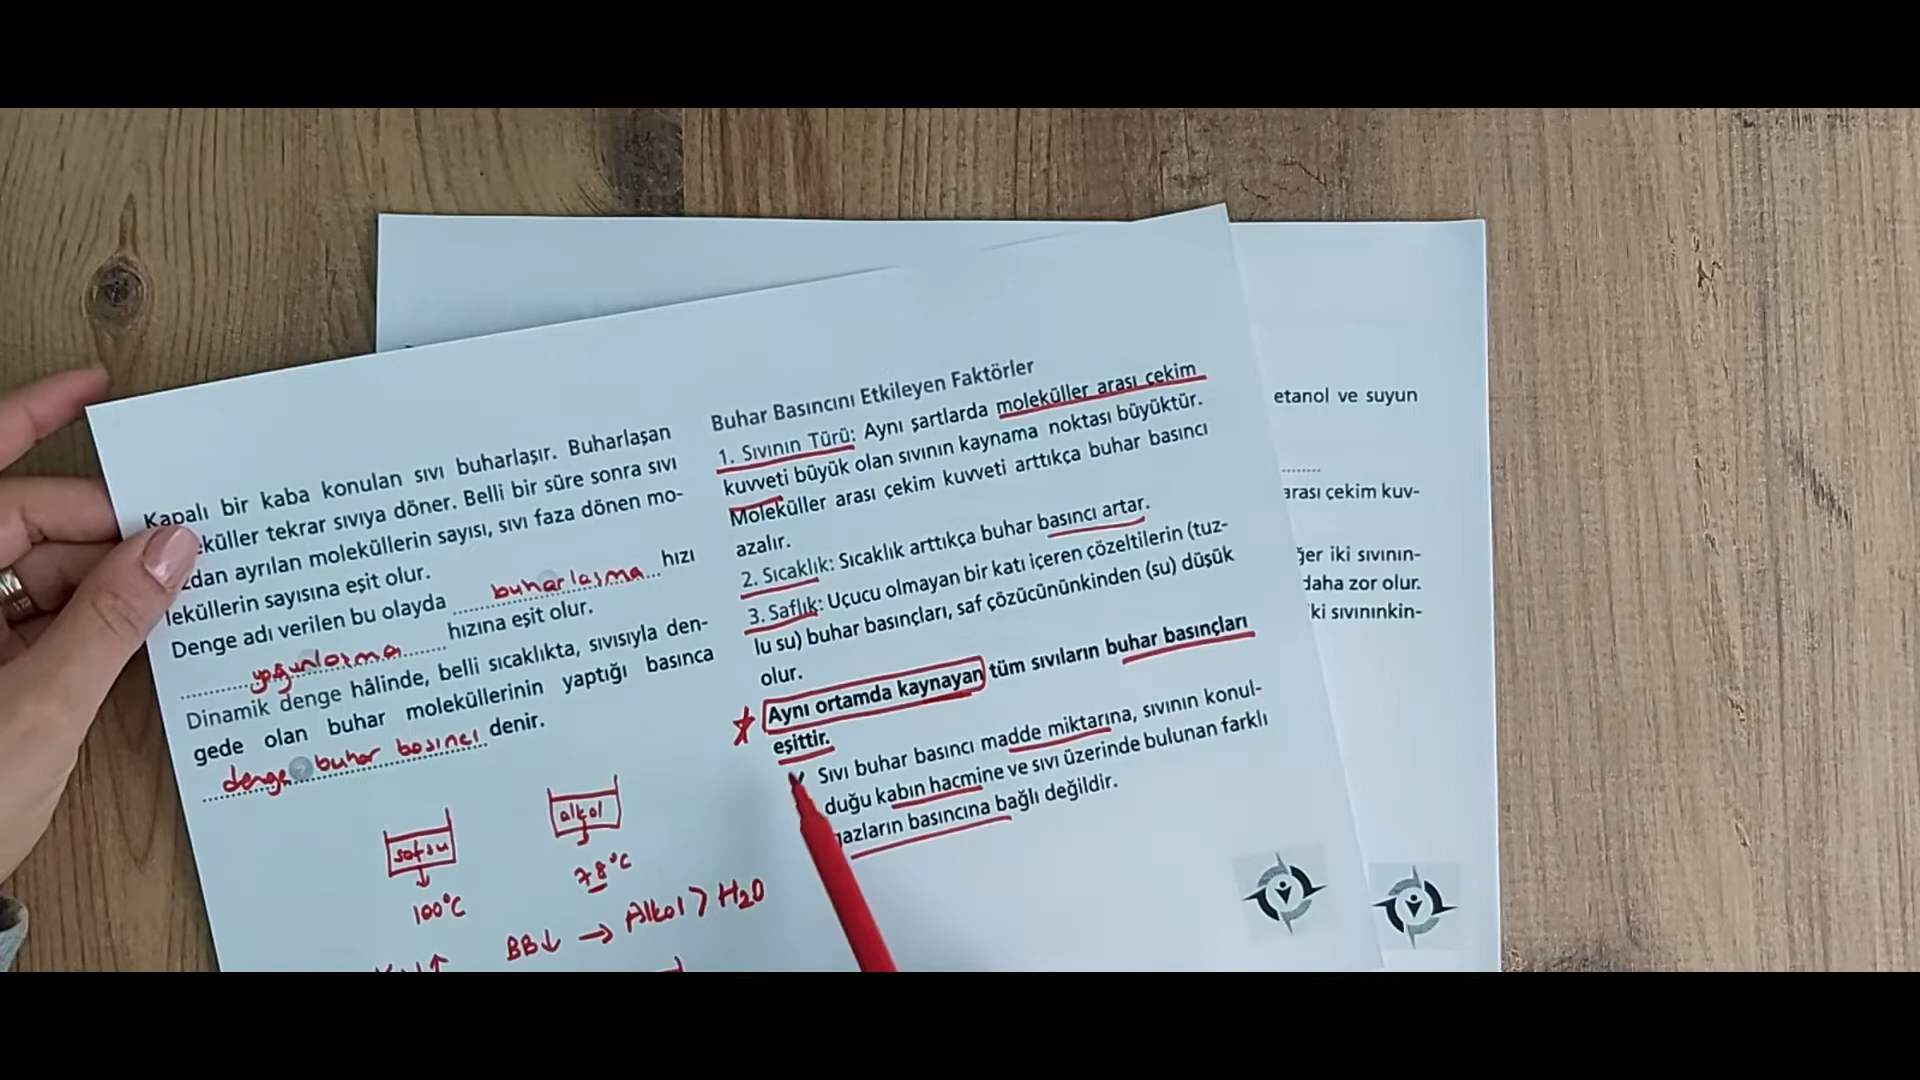 Kapalı bir kaba konulan sıvı buharlaşır. Buharlaşan
eküller tekrar sıvıya döner. Belli bir süre sonra sıvı
zdan ayrılan moleküllerin sayısı, sıvı faza dönen mo-
leküllerin sayısına eşit olur.
Denge adı verilen bu olayda buharlaşma hızı
yoğunlaşma hızına eşit olur.
Dinamik denge hâlinde, belli sıcaklıkta, sıvısıyla den-
gede olan buhar moleküllerinin yaptığı basınca
denge buhar basıncı denir.
saf su
100°C
alkol
78°C
BB↓ → Alkol > H2O
Buhar Basıncını Etkileyen Faktörler
1. Sıvının Türü: Aynı şartlarda moleküller arası çekim
kuvveti büyük olan sıvının kaynama noktası büyüktür.
Moleküller arası çekim kuvveti arttıkça buhar basıncı
azalır.
2. Sıcaklık: Sıcaklık arttıkça buhar basıncı artar.
3. Saflık: Uçucu olmayan bir katı içeren çözeltilerin (tuz-
lu su) buhar basınçları, saf çözücününkinden (su) düşük
olur.
Aynı ortamda kaynayan tüm sıvıların buhar basınçları
eşittir.
Sıvı buhar basıncı madde miktarına, sıvının konul-
duğu kabın hacmine ve sıvı üzerinde bulunan farklı
gazların basıncına bağlı değildir.
etanol ve suyun
arası çekim kuv-
ğer iki sıvının-
daha zor olur.
iki sıvınınkin-